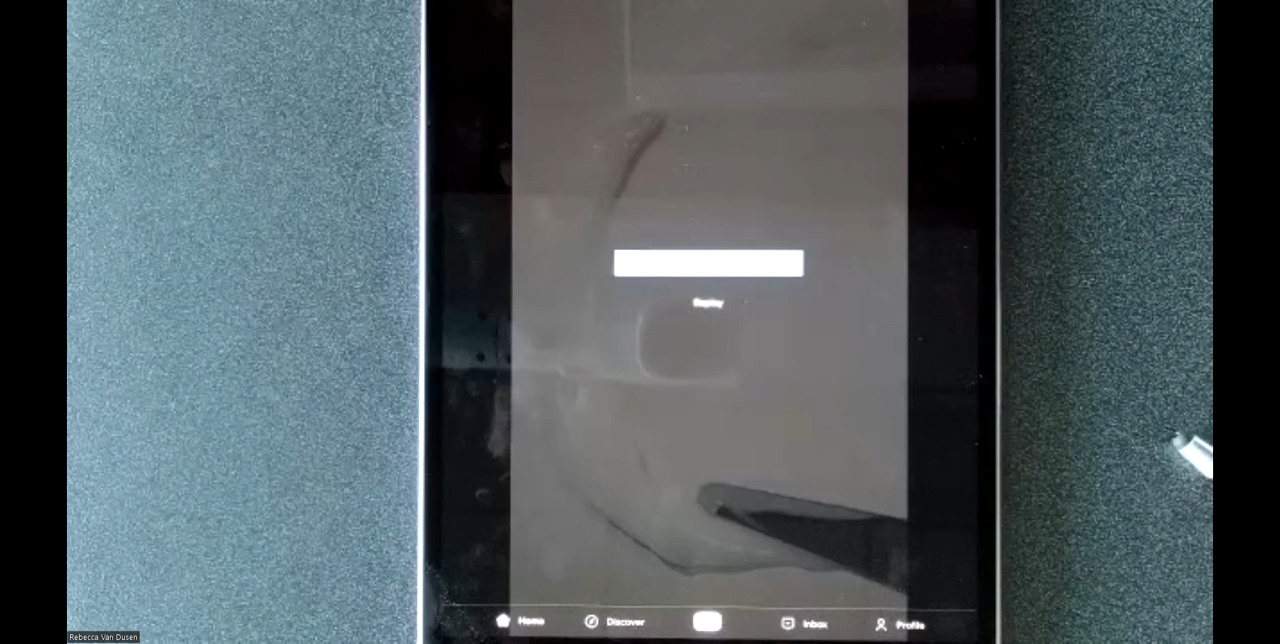 Replay
Home
Discover
Inbox
Profile
Rebecca Van Dusen